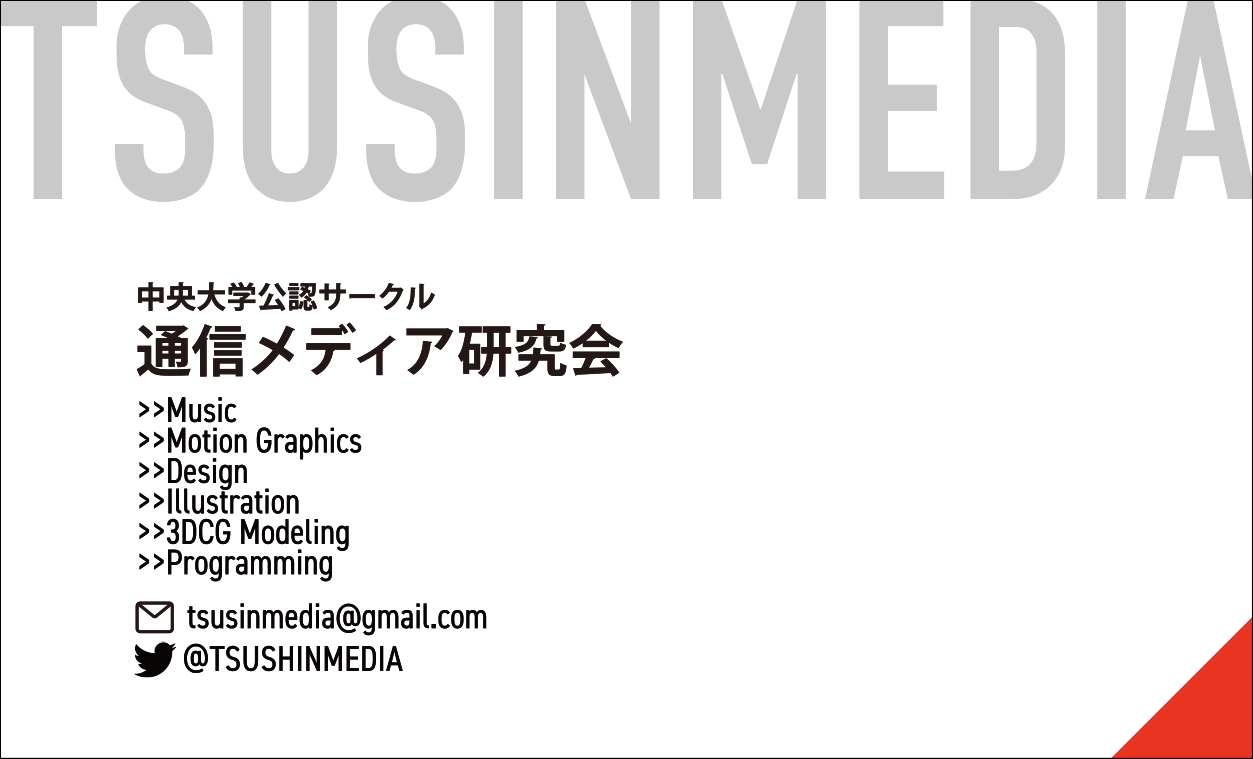 TSUSINMEDIA
中央大学公認サークル
通信メディア研究会
>>Music
>>Motion Graphics
>>Design
>>Illustration
>>3DCG Modeling
>>Programming
tsusinmedia@gmail.com
@TSUSHINMEDIA